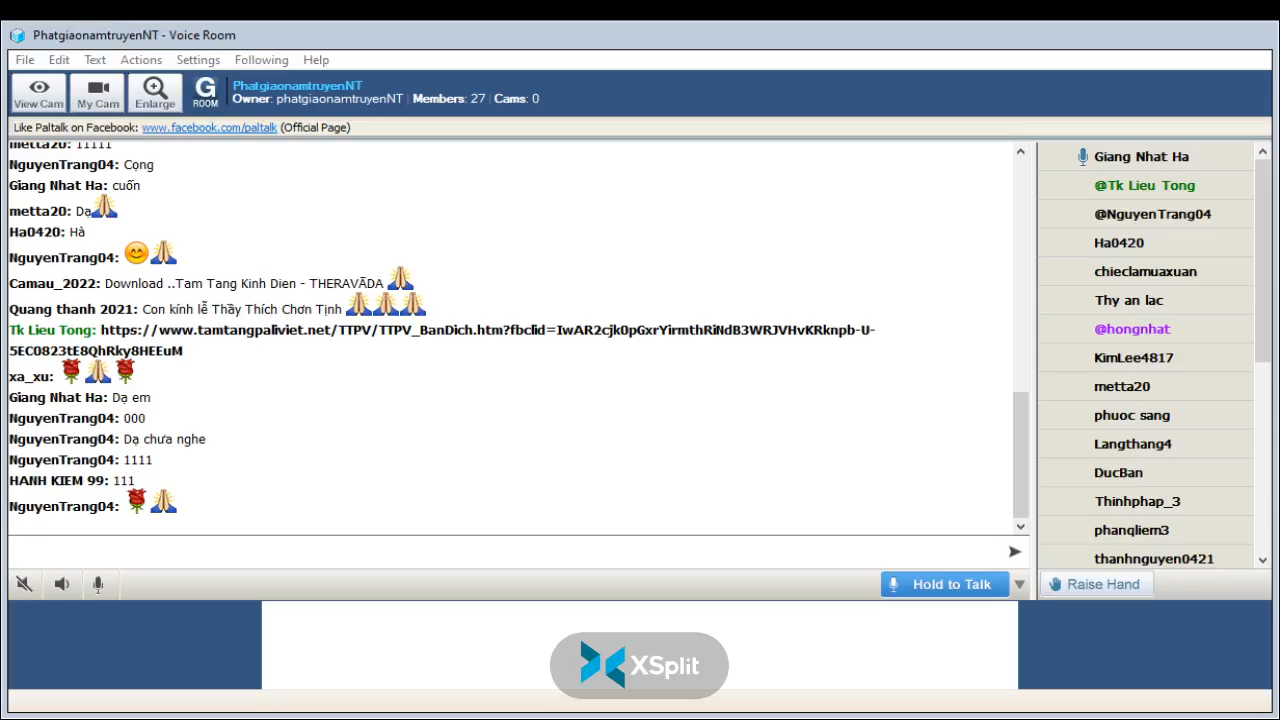 PhatgiaonamtruyenNT - Voice Room
File Edit Text Actions Settings Following Help
View Cam My Cam Enlarge G ROOM
PhatgiaonamtruyenNT
Owner: phatgiaonamtruyenNT Members: 27 Cams: 0
Like Paltalk on Facebook: www.facebook.com/paltalk (Official Page)
metta20: 11111
NguyenTrang04: Cọng
Giang Nhat Ha: cuốn
metta20: Dạ
Ha0420: Hà
NguyenTrang04:
Camau_2022: Download ..Tam Tang Kinh Dien - THERAVĀDA
Quang thanh 2021: Con kính lễ Thầy Thích Chơn Tịnh
Tk Lieu Tong: https://www.tamtangpaliviet.net/TTPV/TTPV_BanDich.htm?fbclid=IwAR2cjk0pGxrYirmthRiNdB3WRJVHvKRknpb-U-
5EC0823tE8QhRky8HEEuM
xa_xu:
Giang Nhat Ha: Dạ em
NguyenTrang04: 000
NguyenTrang04: Dạ chưa nghe
NguyenTrang04: 1111
HANH KIEM 99: 111
NguyenTrang04:
Hold to Talk
Giang Nhat Ha
@Tk Lieu Tong
@NguyenTrang04
Ha0420
chieclamuaxuan
Thy an lac
@hongnhat
KimLee4817
metta20
phuoc sang
Langthang4
DucBan
Thinhphap_3
phanqliem3
thanhnguyen0421
Raise Hand
XSplit